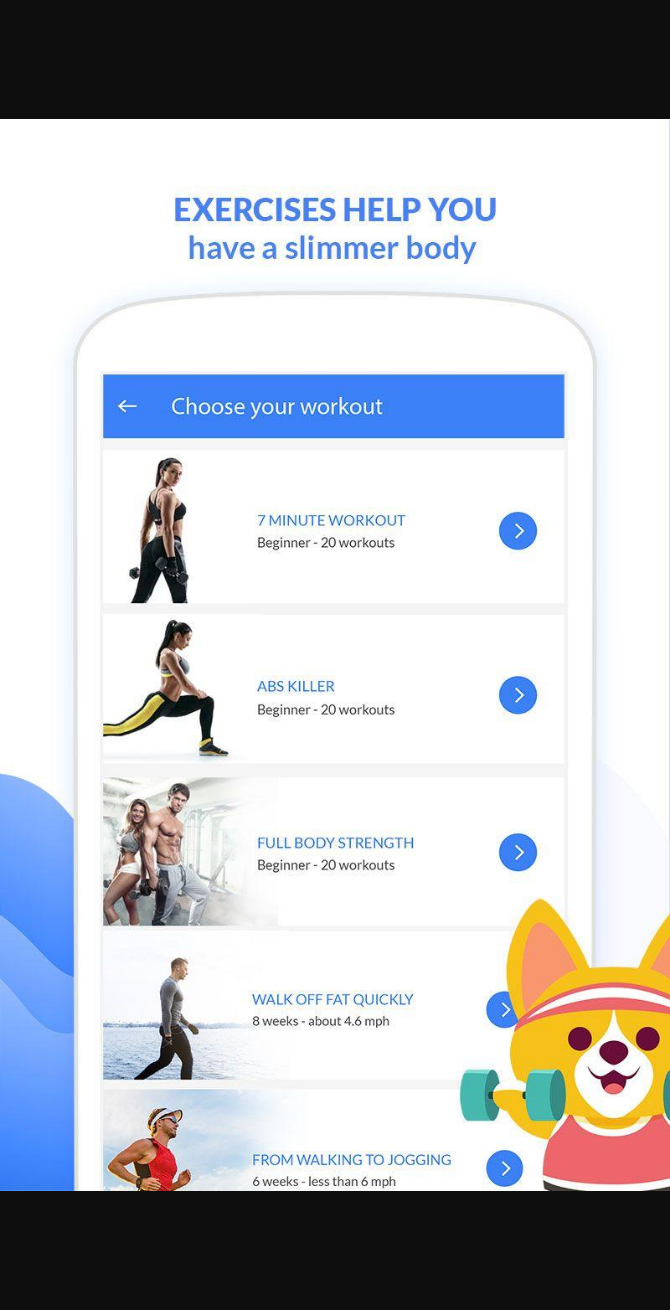 EXERCISES HELP YOU
have a slimmer body
Choose your workout
7 MINUTE WORKOUT
Beginner - 20 workouts
ABS KILLER
Beginner - 20 workouts
FULL BODY STRENGTH
Beginner - 20 workouts
WALK OFF FAT QUICKLY
8 weeks - about 4.6 mph
FROM WALKING TO JOGGING
6 weeks - less than 6 mph